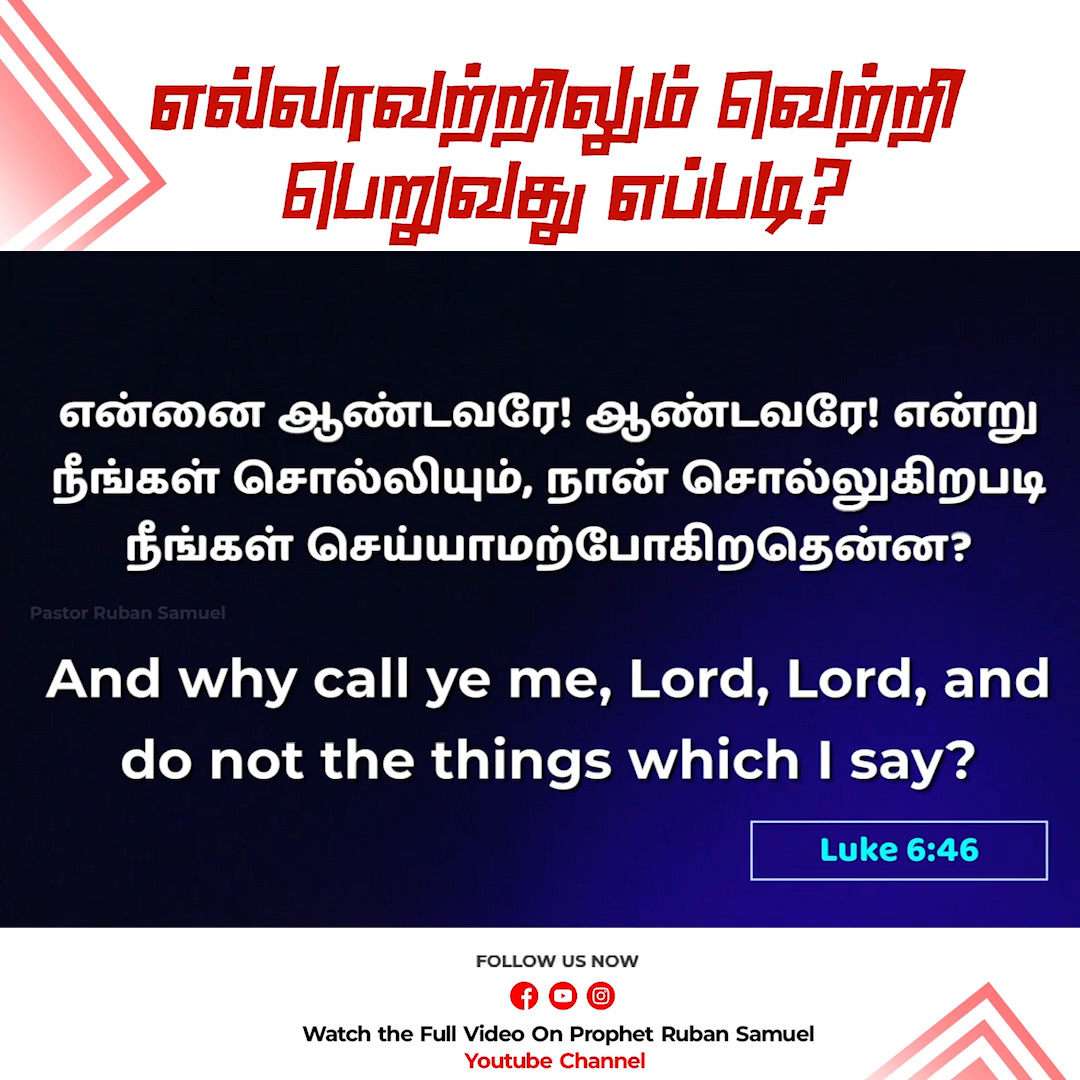 எல்லாவற்றிலும் வெற்றி
பெறுவது எப்படி?
என்னை ஆண்டவரே! ஆண்டவரே! என்று
நீங்கள் சொல்லியும், நான் சொல்லுகிறபடி
நீங்கள் செய்யாமற்போகிறதென்ன?
Pastor Ruban Samuel
And why call ye me, Lord, Lord, and
do not the things which I say?
Luke 6:46
FOLLOW US NOW
Watch the Full Video On Prophet Ruban Samuel
Youtube Channel